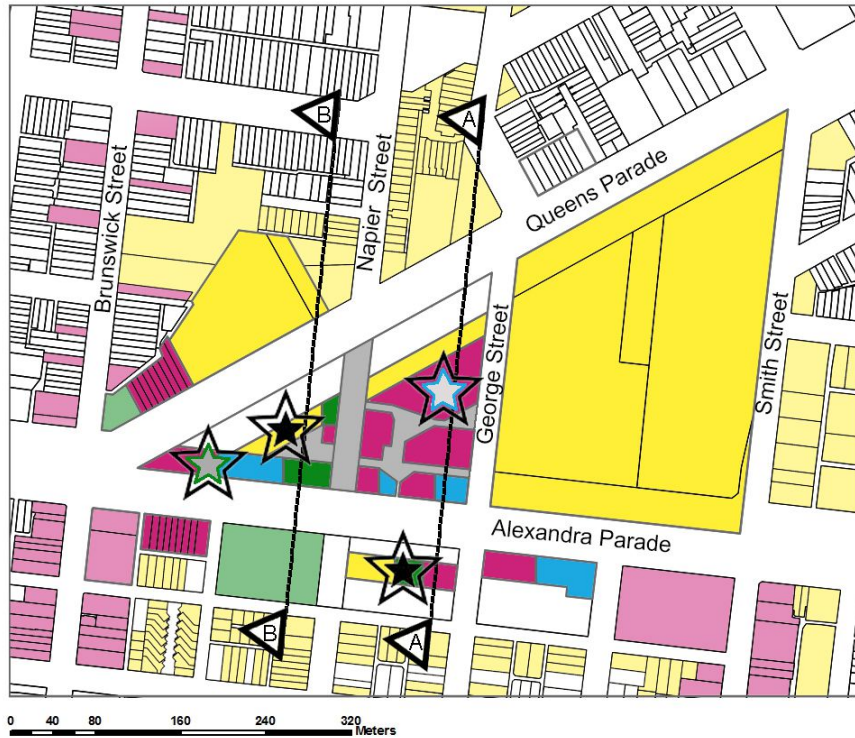 B
A
Brunswick Street
Napier Street
Queens Parade
George Street
Smith Street
Alexandra Parade
B
A
0 40 80 160 240 320
Meters